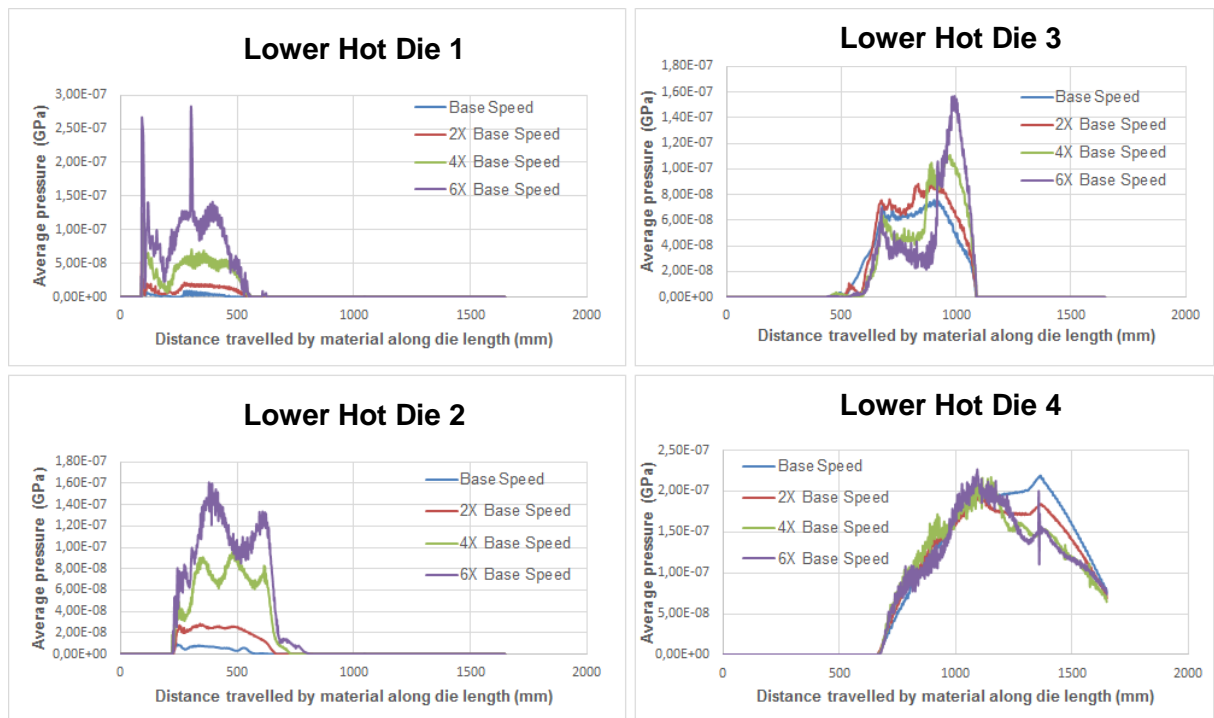 Lower Hot Die 1
Average pressure (GPa)
3,00E-07
2,50E-07
2,00E-07
1,50E-07
1,00E-07
5,00E-08
0,00E+00
0 500 1000 1500 2000
Distance travelled by material along die length (mm)
Base Speed
2X Base Speed
4X Base Speed
6X Base Speed
Lower Hot Die 3
Average pressure (GPa)
1,80E-07
1,60E-07
1,40E-07
1,20E-07
1,00E-07
8,00E-08
6,00E-08
4,00E-08
2,00E-08
0,00E+00
0 500 1000 1500 2000
Distance travelled by material along die length (mm)
Base Speed
2X Base Speed
4X Base Speed
6X Base Speed
Lower Hot Die 2
Average pressure (GPa)
1,80E-07
1,60E-07
1,40E-07
1,20E-07
1,00E-07
8,00E-08
6,00E-08
4,00E-08
2,00E-08
0,00E+00
0 500 1000 1500 2000
Distance travelled by material along die length (mm)
Base Speed
2X Base Speed
4X Base Speed
6X Base Speed
Lower Hot Die 4
Average pressure (GPa)
2,50E-07
2,00E-07
1,50E-07
1,00E-07
5,00E-08
0,00E+00
0 500 1000 1500 2000
Distance travelled by material along die length (mm)
Base Speed
2X Base Speed
4X Base Speed
6X Base Speed